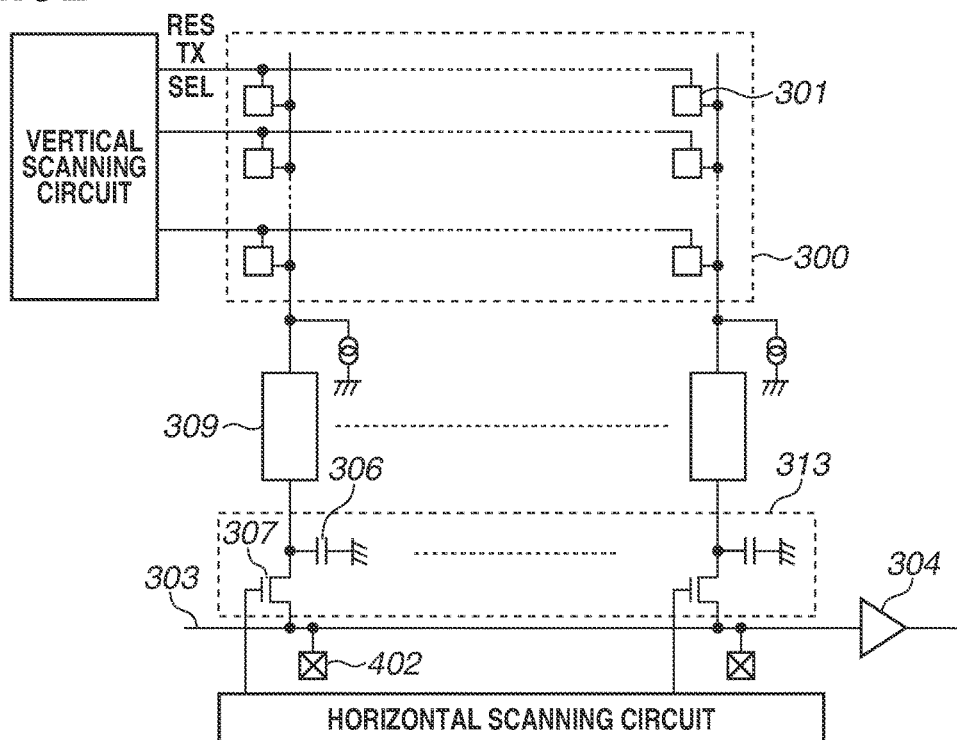 RES
TX
SEL
VERTICAL
SCANNING
CIRCUIT
301
300
309
306
313
307
303
304
402
HORIZONTAL SCANNING CIRCUIT